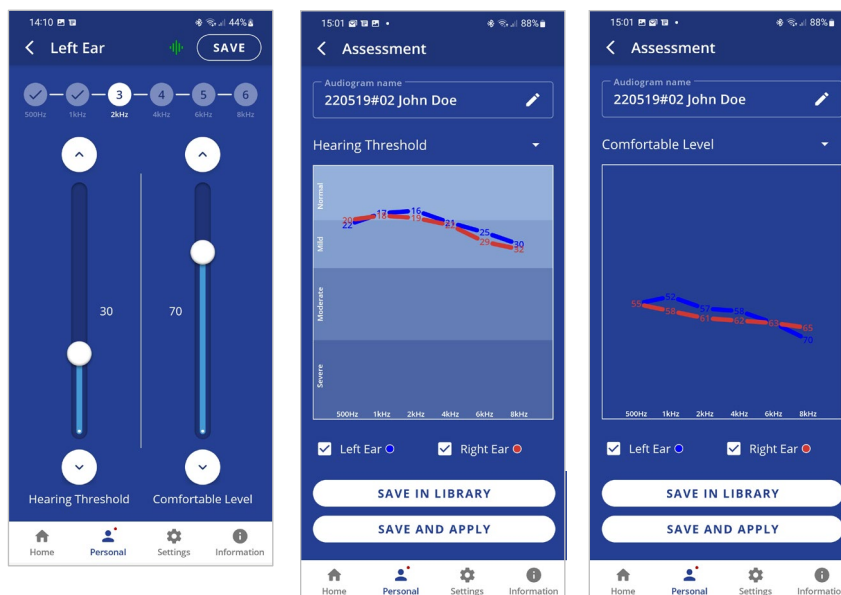 14:10 44%
Left Ear SAVE
3 4 5 6
500Hz 1kHz 2kHz 4kHz 6kHz 8kHz
30 70
Hearing Threshold Comfortable Level
Home Personal Settings Information
15:01 88%
Assessment
Audiogram name
220519#02 John Doe
Hearing Threshold
Normal
Mild
Moderate
Severe
22 17 16 21 25 30
20 18 19 22 29 32
500Hz 1kHz 2kHz 4kHz 6kHz 8kHz
Left Ear Right Ear
SAVE IN LIBRARY
SAVE AND APPLY
Home Personal Settings Information
15:01 88%
Assessment
Audiogram name
220519#02 John Doe
Comfortable Level
52 57 58 70
55 58 61 62 63 65
500Hz 1kHz 2kHz 4kHz 6kHz 8kHz
Left Ear Right Ear
SAVE IN LIBRARY
SAVE AND APPLY
Home Personal Settings Informatio